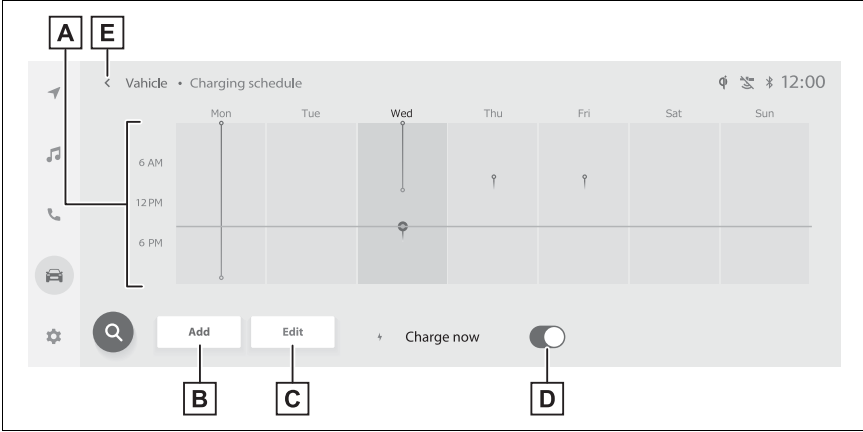 A E
Vahicle • Charging schedule 12:00
Mon Tue Wed Thu Fri Sat Sun
6 AM
12 PM
6 PM
Add Edit Charge now
B C D